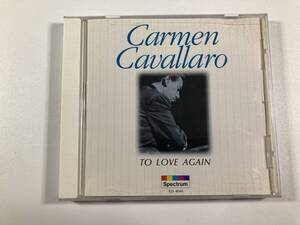 Carmen
Cavallaro
TO LOVE AGAIN
Spectrum